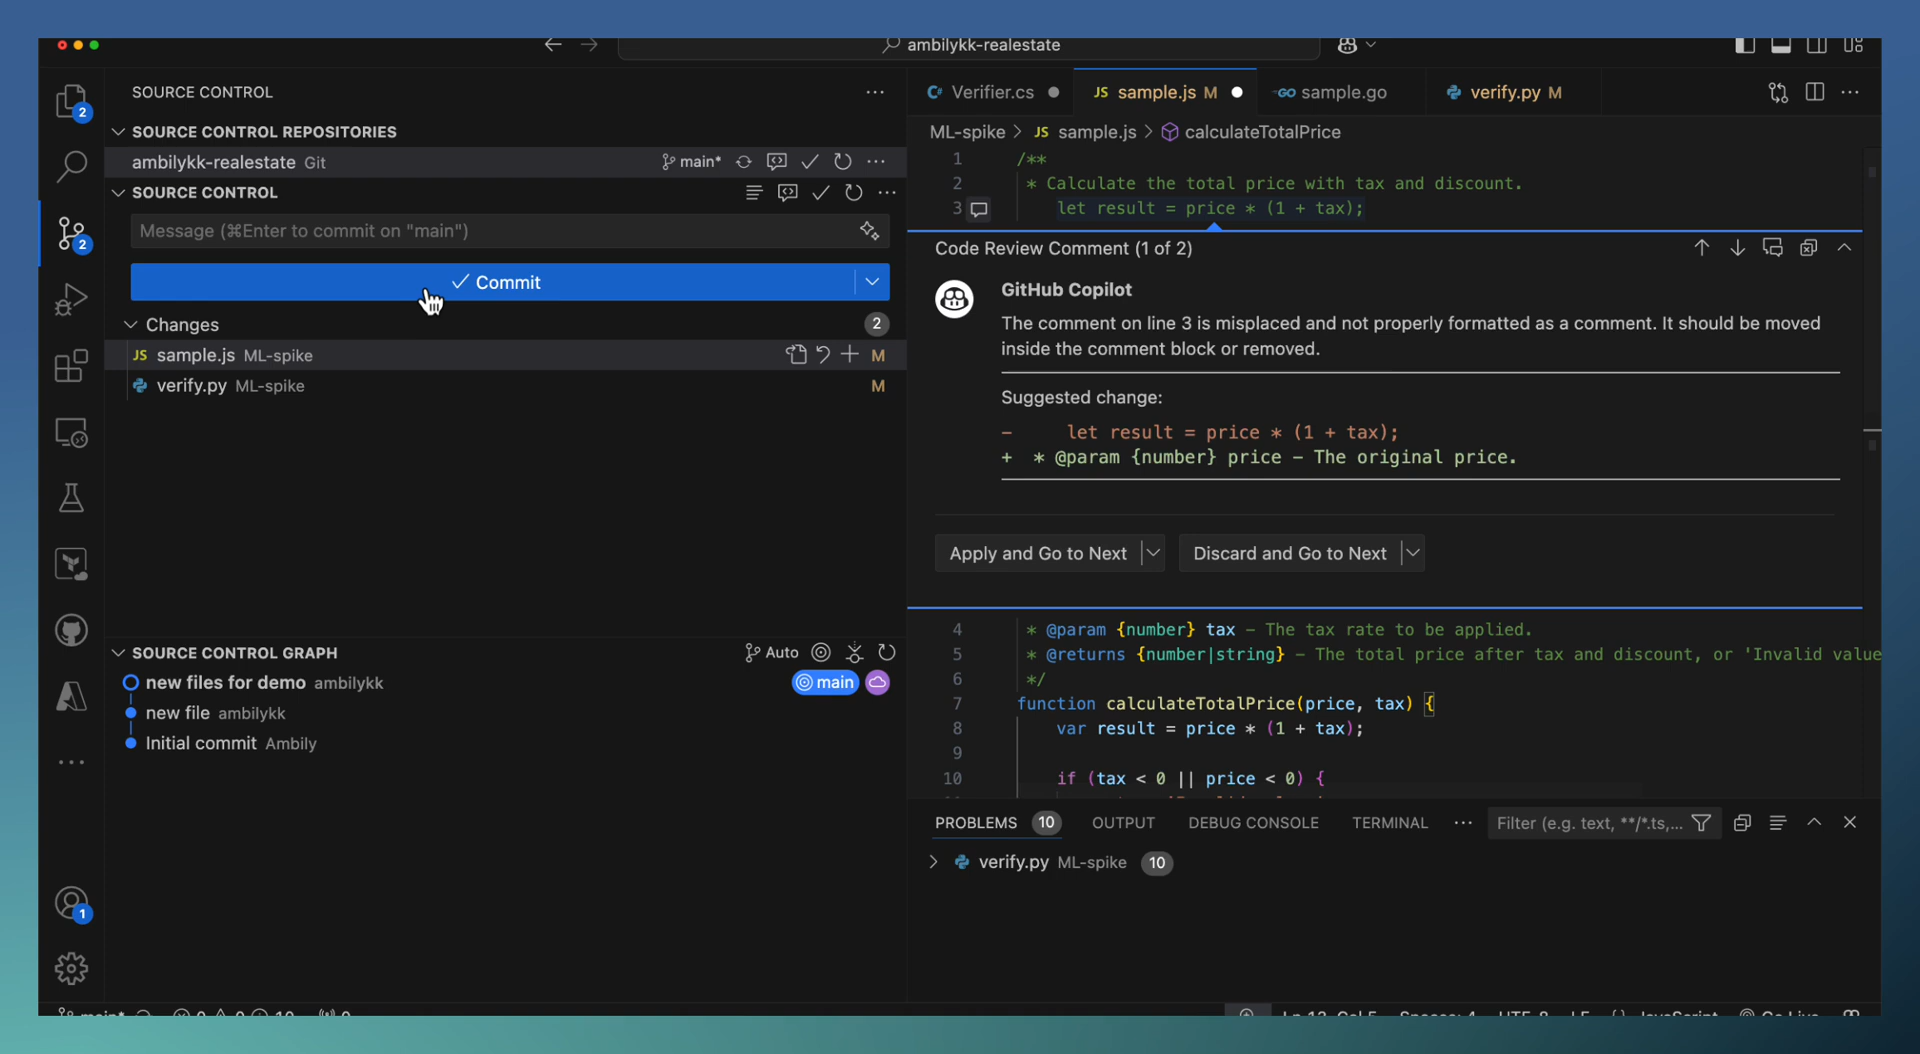 ambilykk-realestate
2
2
1
SOURCE CONTROL
SOURCE CONTROL REPOSITORIES
ambilykk-realestate Git main*
SOURCE CONTROL
Message (⌘Enter to commit on "main")
Commit
Changes 2
JS sample.js ML-spike M
verify.py ML-spike M
SOURCE CONTROL GRAPH Auto
new files for demo ambilykk main
new file ambilykk
Initial commit Ambily
C# Verifier.cs JS sample.js M GO sample.go verify.py M
ML-spike > JS sample.js > calculateTotalPrice
1 /**
2 * Calculate the total price with tax and discount.
3 let result = price * (1 + tax);
Code Review Comment (1 of 2)
GitHub Copilot
The comment on line 3 is misplaced and not properly formatted as a comment. It should be moved
inside the comment block or removed.
Suggested change:
- let result = price * (1 + tax);
+ * @param {number} price - The original price.
Apply and Go to Next Discard and Go to Next
4 * @param {number} tax - The tax rate to be applied.
5 * @returns {number|string} - The total price after tax and discount, or 'Invalid value
6 */
7 function calculateTotalPrice(price, tax) {
8 var result = price * (1 + tax);
9
10 if (tax < 0 || price < 0) {
PROBLEMS 10 OUTPUT DEBUG CONSOLE TERMINAL Filter (e.g. text, **/*.ts,...
verify.py ML-spike 10